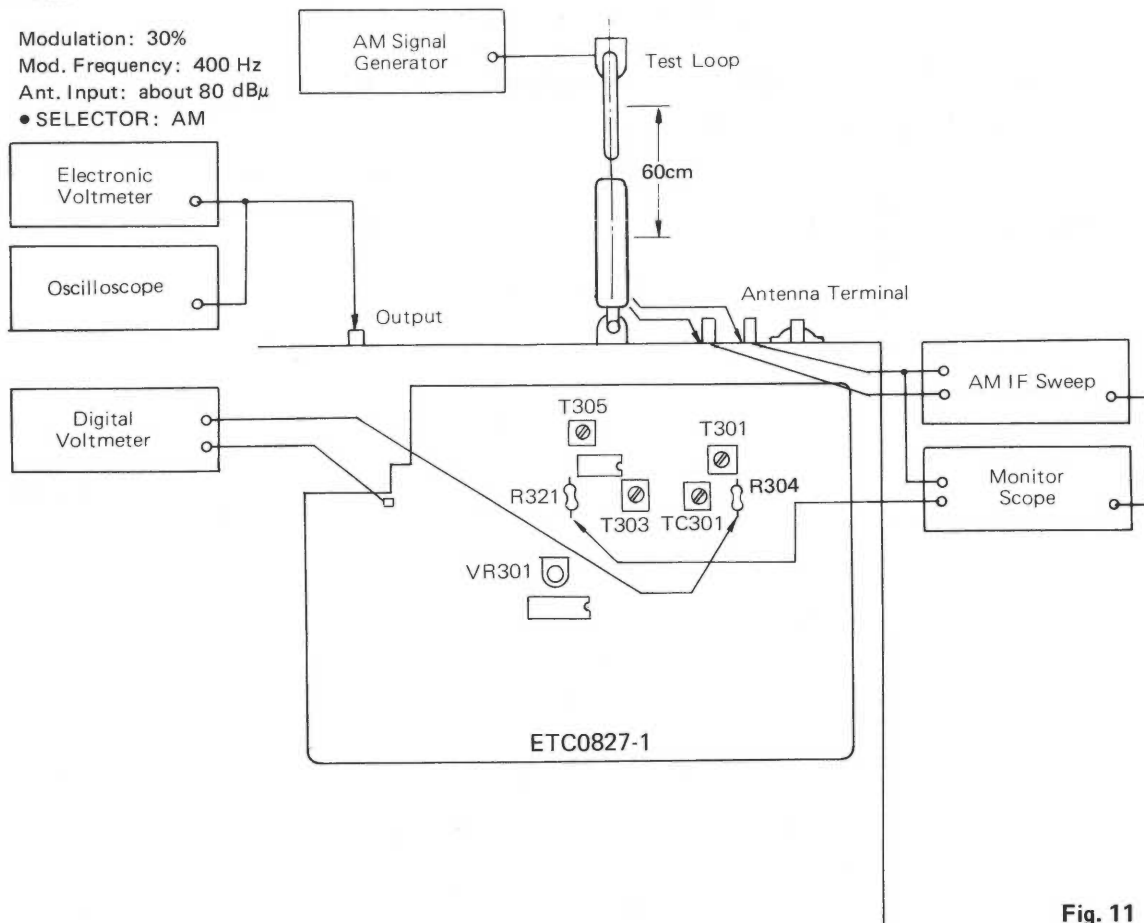 Modulation: 30%
Mod. Frequency: 400 Hz
Ant. Input: about 80 dBμ
• SELECTOR: AM
AM Signal
Generator
Test Loop
60cm
Electronic
Voltmeter
Oscilloscope
Output
Antenna Terminal
AM IF Sweep
Digital
Voltmeter
T305
T301
Monitor
Scope
R321
T303
TC301
R304
VR301
ETC0827-1
Fig. 11